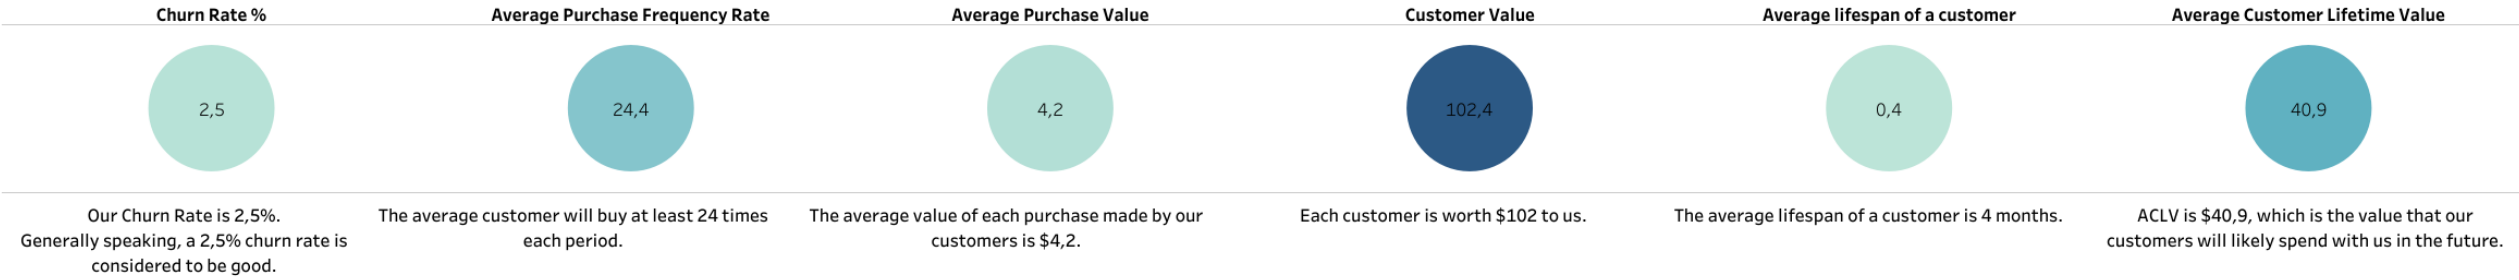 Churn Rate %
Average Purchase Frequency Rate
Average Purchase Value
Customer Value
Average lifespan of a customer
Average Customer Lifetime Value
2,5
24,4
4,2
102,4
0,4
40,9
Our Churn Rate is 2,5%.
Generally speaking, a 2,5% churn rate is
considered to be good.
The average customer will buy at least 24 times
each period.
The average value of each purchase made by our
customers is $4,2.
Each customer is worth $102 to us.
The average lifespan of a customer is 4 months.
ACLV is $40,9, which is the value that our
customers will likely spend with us in the future.